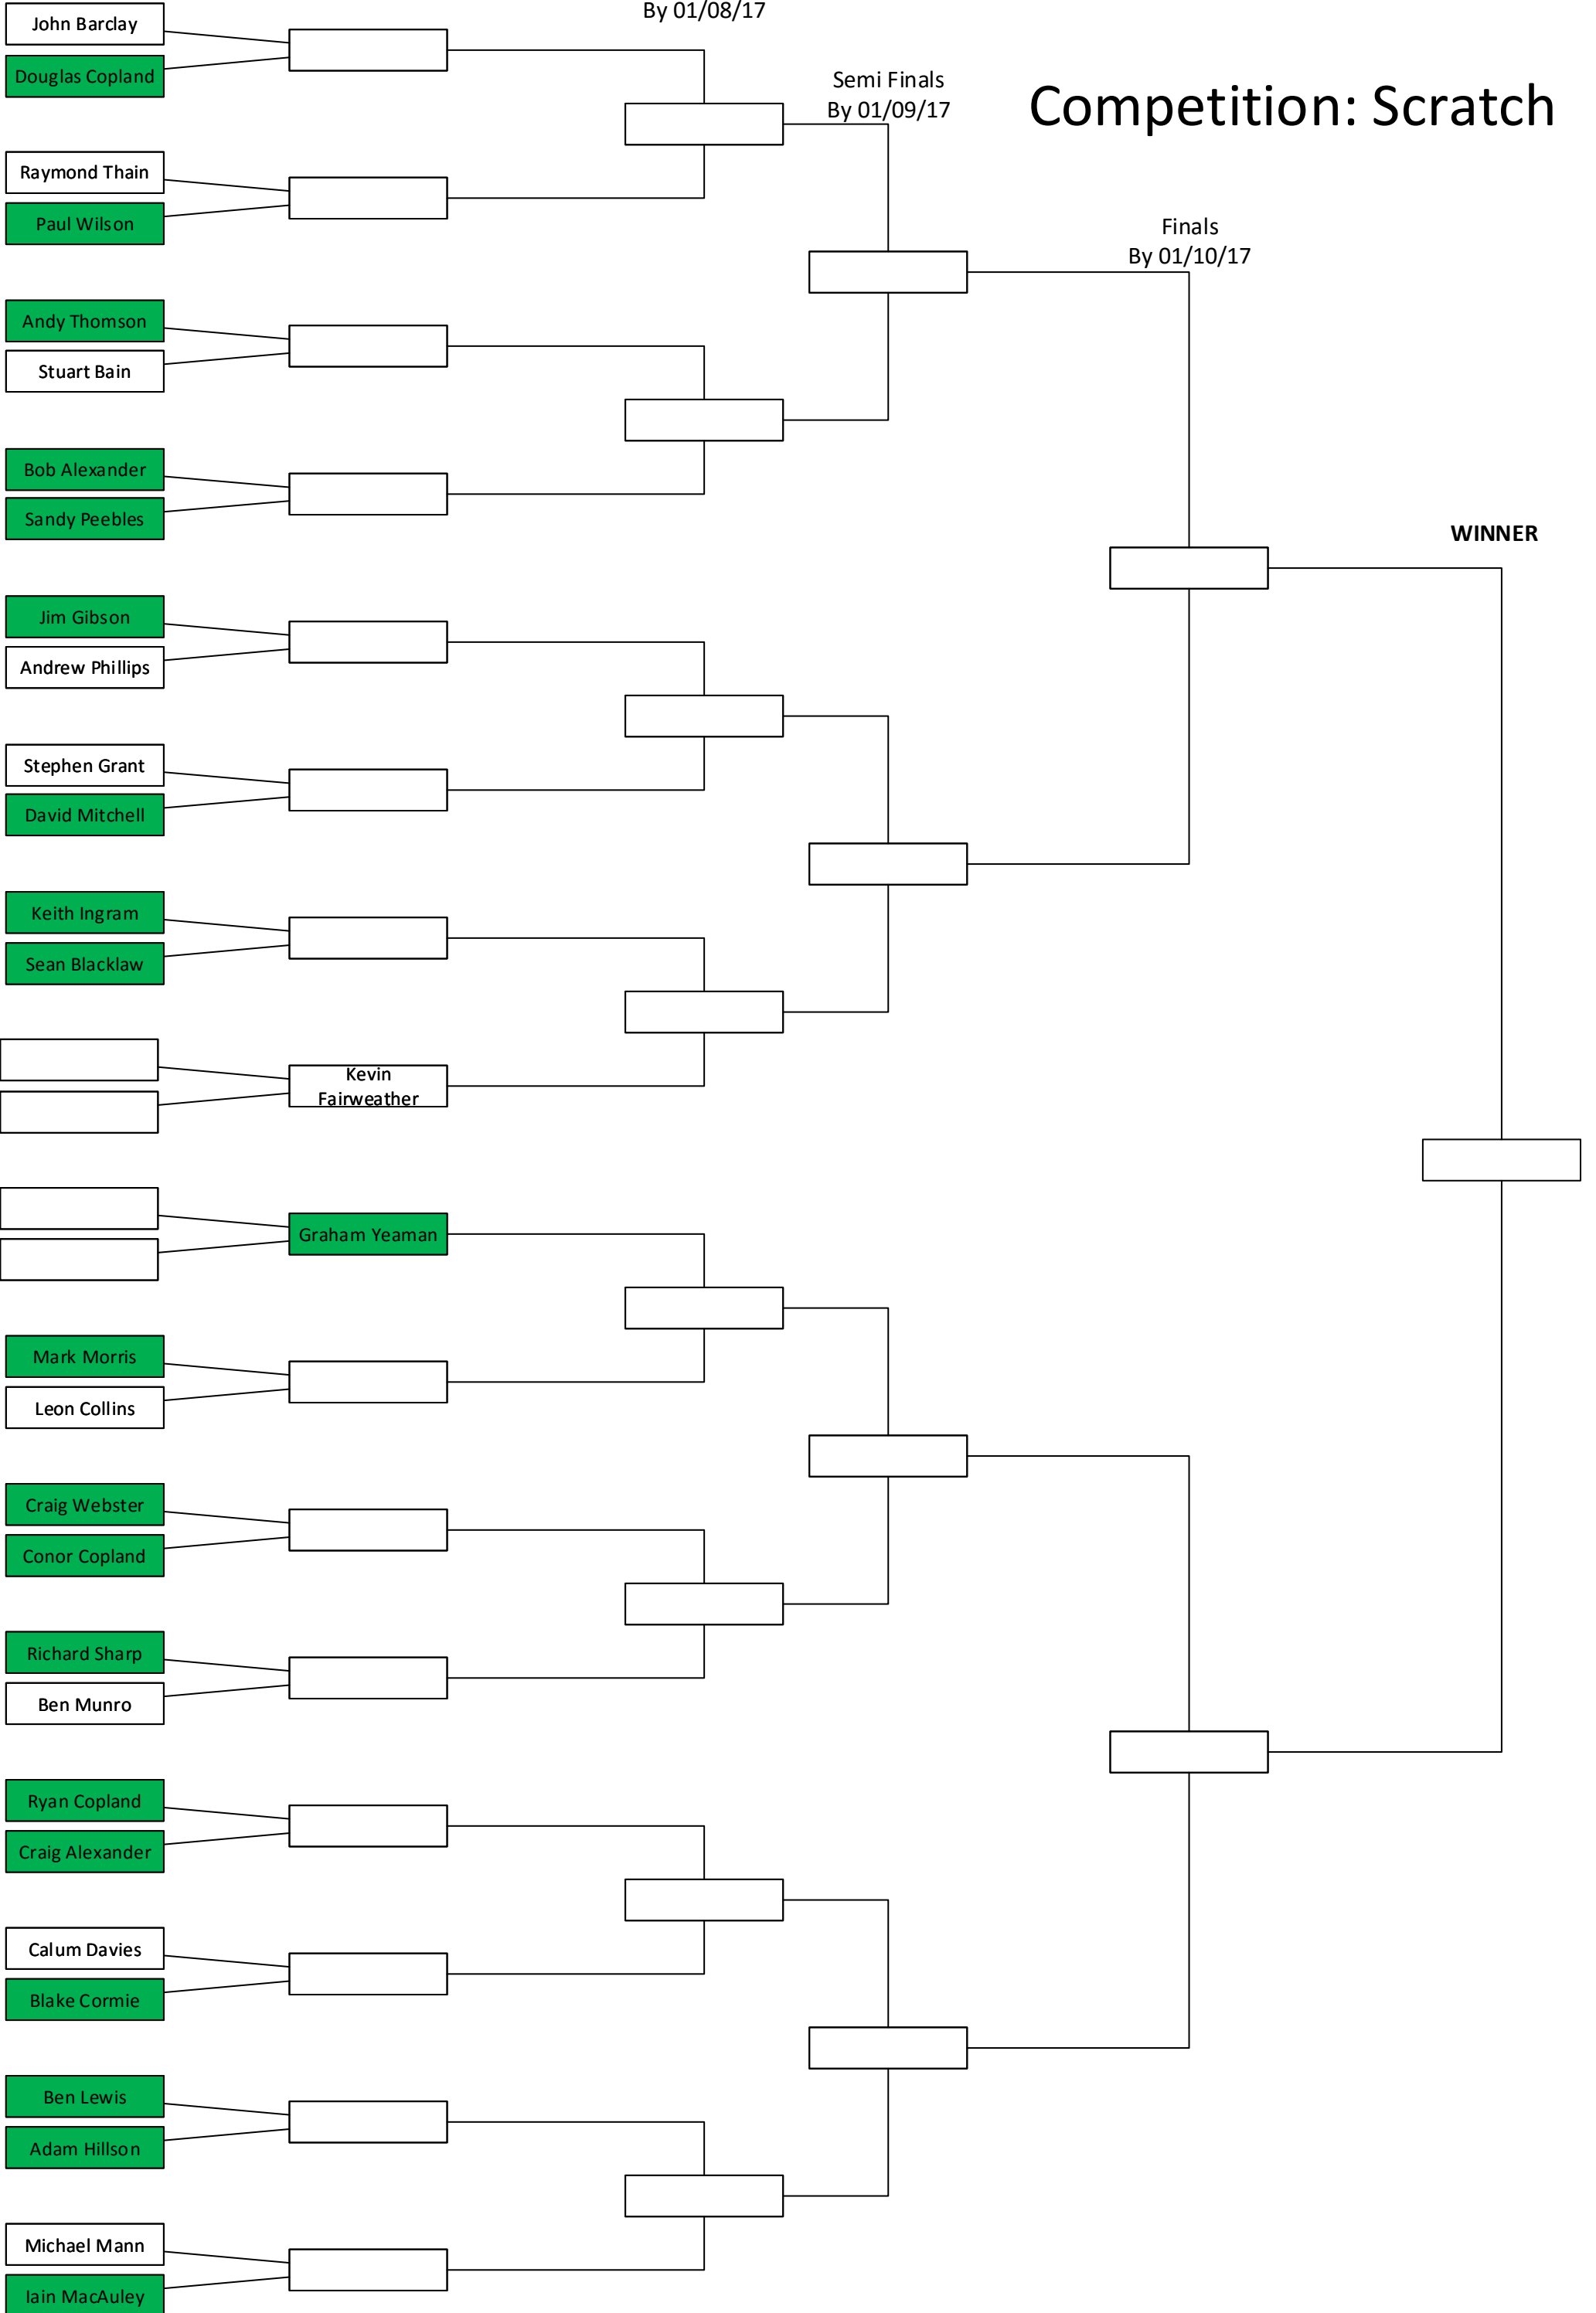 By 01/08/17
Semi Finals
By 01/09/17
Competition: Scratch
Finals
By 01/10/17
WINNER
John Barclay
Douglas Copland
Raymond Thain
Paul Wilson
Andy Thomson
Stuart Bain
Bob Alexander
Sandy Peebles
Jim Gibson
Andrew Phillips
Stephen Grant
David Mitchell
Keith Ingram
Sean Blacklaw
Kevin
Fairweather
Graham Yeaman
Mark Morris
Leon Collins
Craig Webster
Conor Copland
Richard Sharp
Ben Munro
Ryan Copland
Craig Alexander
Calum Davies
Blake Cormie
Ben Lewis
Adam Hillson
Michael Mann
Iain MacAuley